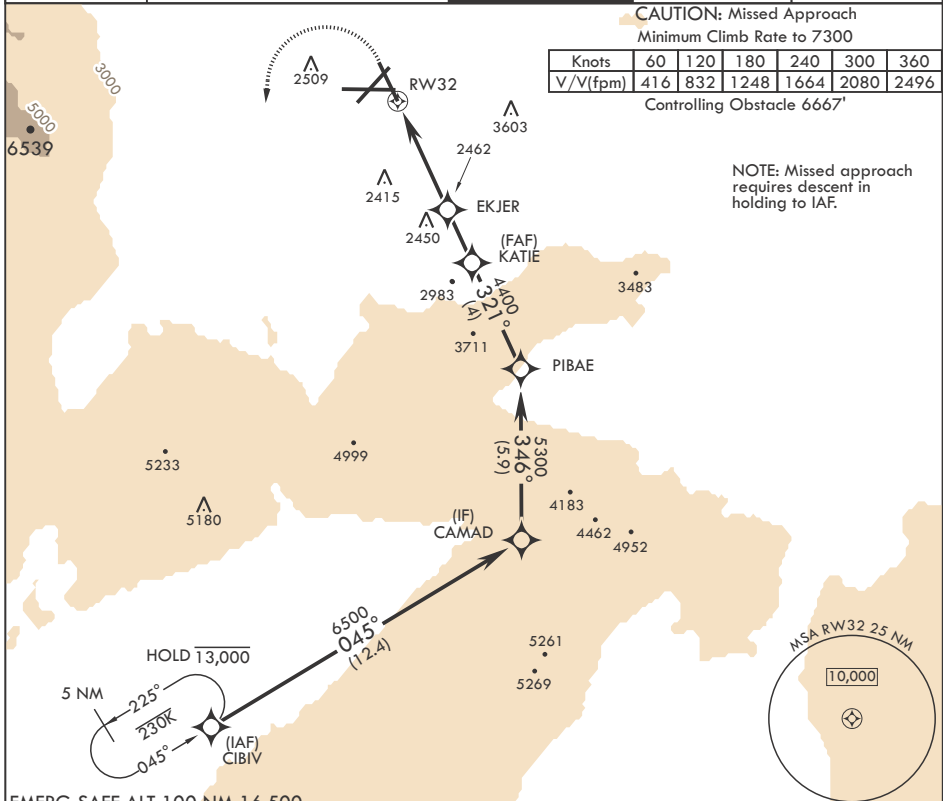 CAUTION: Missed Approach
Minimum Climb Rate to 7300
Knots 60 120 180 240 300 360
V/V(fpm) 416 832 1248 1664 2080 2496
Controlling Obstacle 6667'
3000
5000
6539
2509
RW32
3603
2462
2415
NOTE: Missed approach
requires descent in
holding to IAF.
EKJER
2450
(FAF)
KATIE
2983
3483
4400
321°
(4)
3711
PIBAE
5300
346°
(5.9)
5233
4999
5180
4183
4462
4952
(IF)
CAMAD
6500
045°
(12.4)
HOLD 13,000
5261
5269
5 NM
225°
230K
045°
(IAF)
CIBIV
MSA RW32 25 NM
10,000
EMERG SAFE ALT 100 NM 16,500